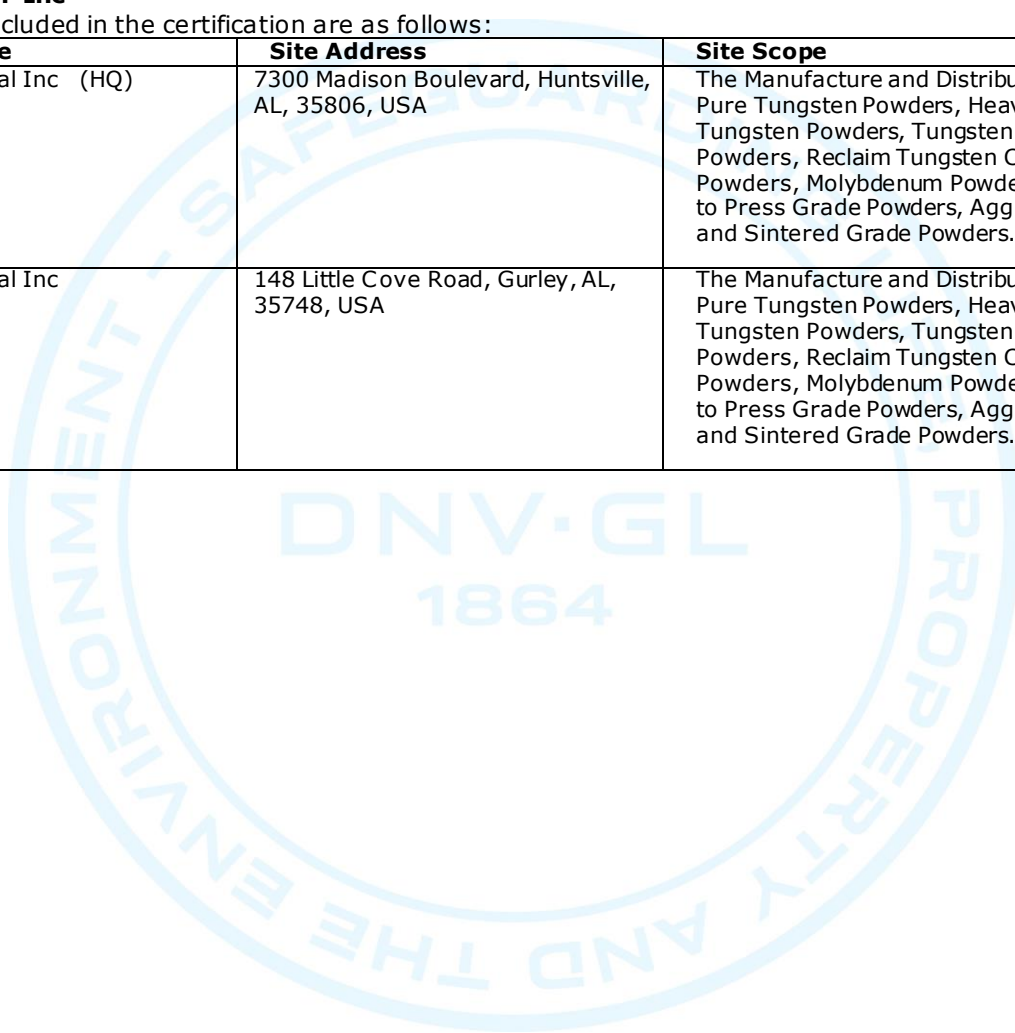 cluded in the certification are as follows:
Site Address Site Scope
al Inc (HQ) 7300 Madison Boulevard, Huntsville, The Manufacture and Distribu
AL, 35806, USA Pure Tungsten Powders, Heav
Tungsten Powders, Tungsten
Powders, Reclaim Tungsten C
Powders, Molybdenum Powde
to Press Grade Powders, Agg
and Sintered Grade Powders.
al Inc 148 Little Cove Road, Gurley, AL, The Manufacture and Distribu
35748, USA Pure Tungsten Powders, Heav
Tungsten Powders, Tungsten
Powders, Reclaim Tungsten C
Powders, Molybdenum Powde
to Press Grade Powders, Agg
and Sintered Grade Powders.
DNV·GL
1864
SAFEGUARDING LIFE, PROPERTY AND THE ENVIRONMENT -